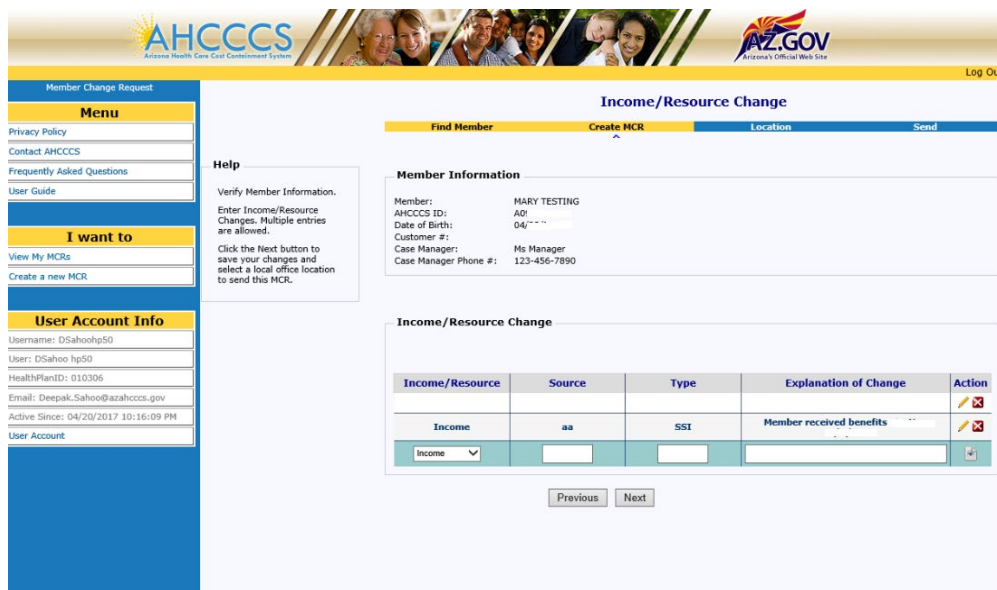 AHCCCS
Arizona Health Care Cost Containment System
AZ.GOV
Arizona's Official Web Site
Log Ou
Member Change Request
Menu
Privacy Policy
Contact AHCCCS
Frequently Asked Questions
User Guide
I want to
View My MCRs
Create a new MCR
User Account Info
Username: DSahoohp50
User: DSahoo hp50
HealthPlanID: 010306
Email: Deepak.Sahoo@azahcccs.gov
Active Since: 04/20/2017 10:16:09 PM
User Account
Help
Verify Member Information.
Enter Income/Resource
Changes. Multiple entries
are allowed.
Click the Next button to
save your changes and
select a local office location
to send this MCR.
Income/Resource Change
Find Member Create MCR Location Send
Member Information
Member: MARY TESTING
AHCCCS ID: A0
Date of Birth: 04/
Customer #:
Case Manager: Ms Manager
Case Manager Phone #: 123-456-7890
Income/Resource Change
Income/Resource Source Type Explanation of Change Action
Income aa SSI Member received benefits
Income
Previous Next